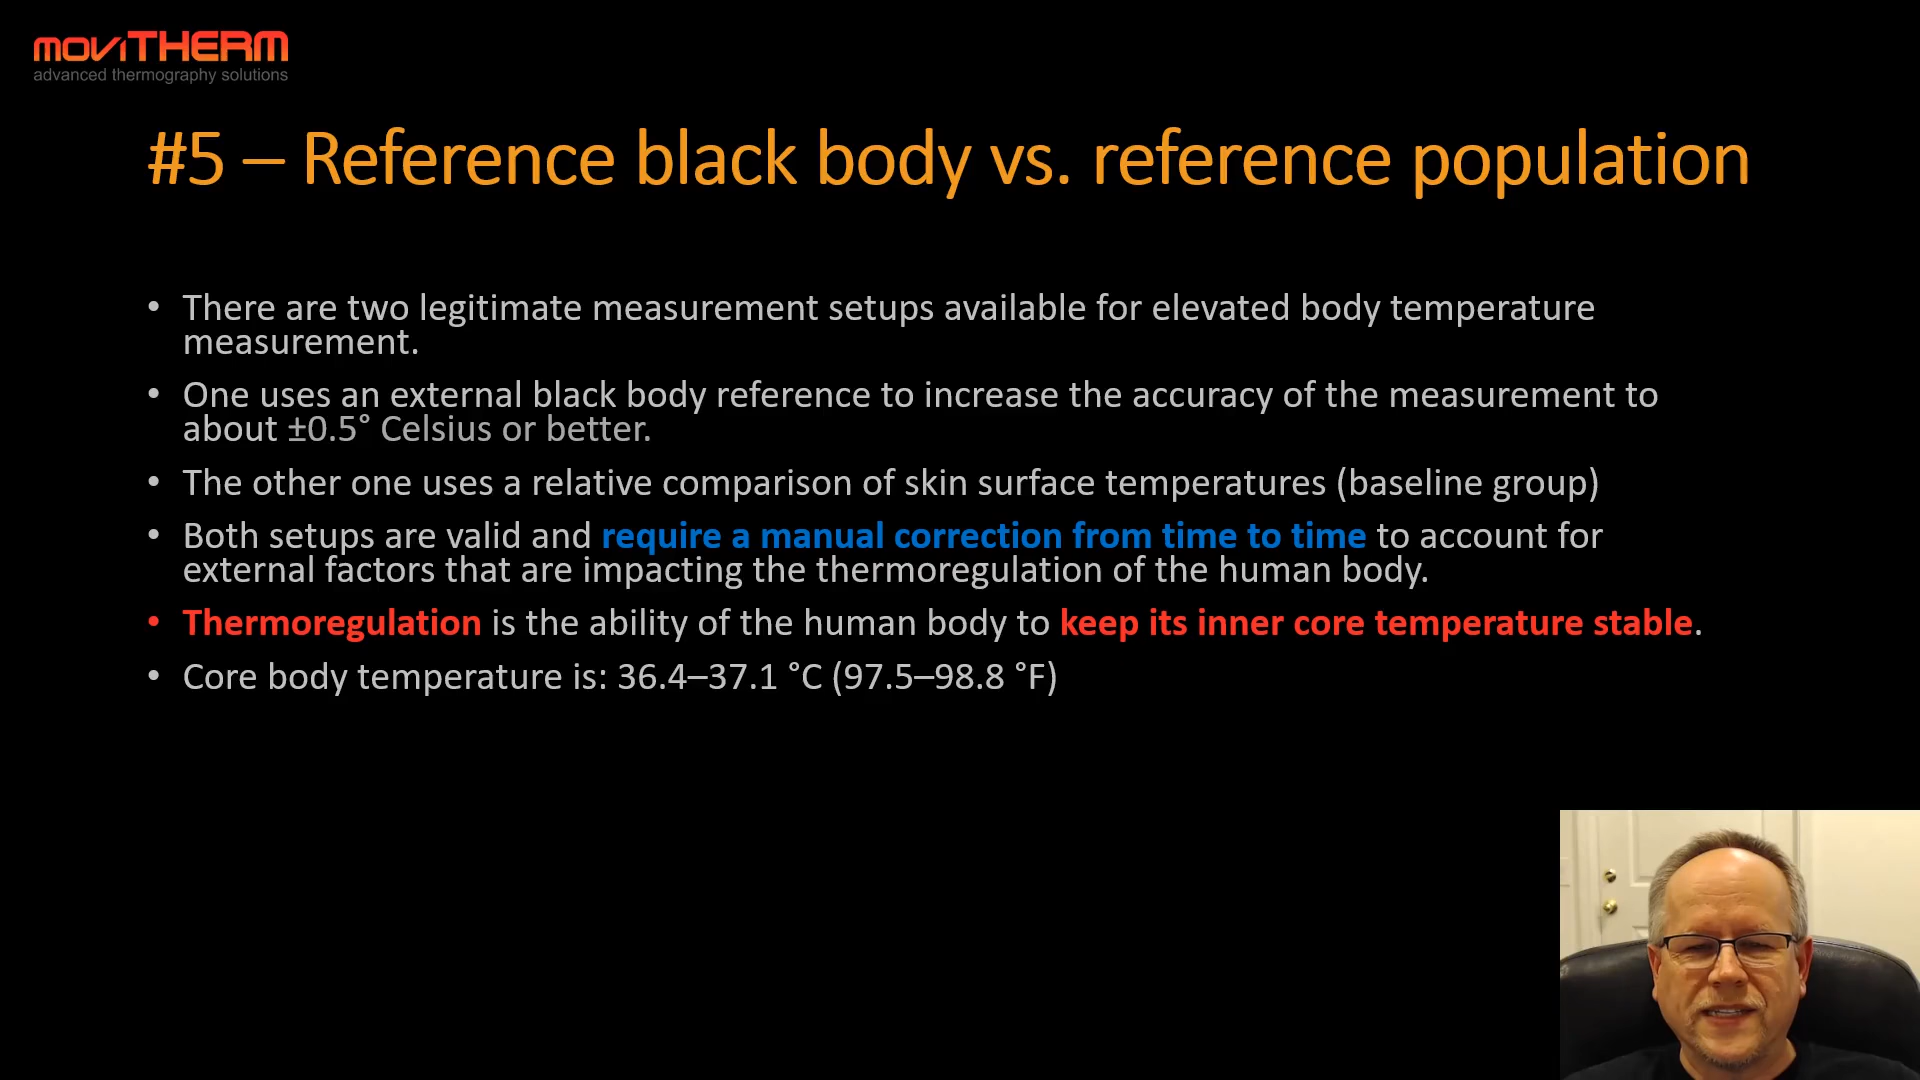 moviTHERM
advanced thermography solutions
#5 – Reference black body vs. reference population
• There are two legitimate measurement setups available for elevated body temperature
measurement.
• One uses an external black body reference to increase the accuracy of the measurement to
about ±0.5° Celsius or better.
• The other one uses a relative comparison of skin surface temperatures (baseline group)
• Both setups are valid and require a manual correction from time to time to account for
external factors that are impacting the thermoregulation of the human body.
• Thermoregulation is the ability of the human body to keep its inner core temperature stable.
• Core body temperature is: 36.4–37.1 °C (97.5–98.8 °F)